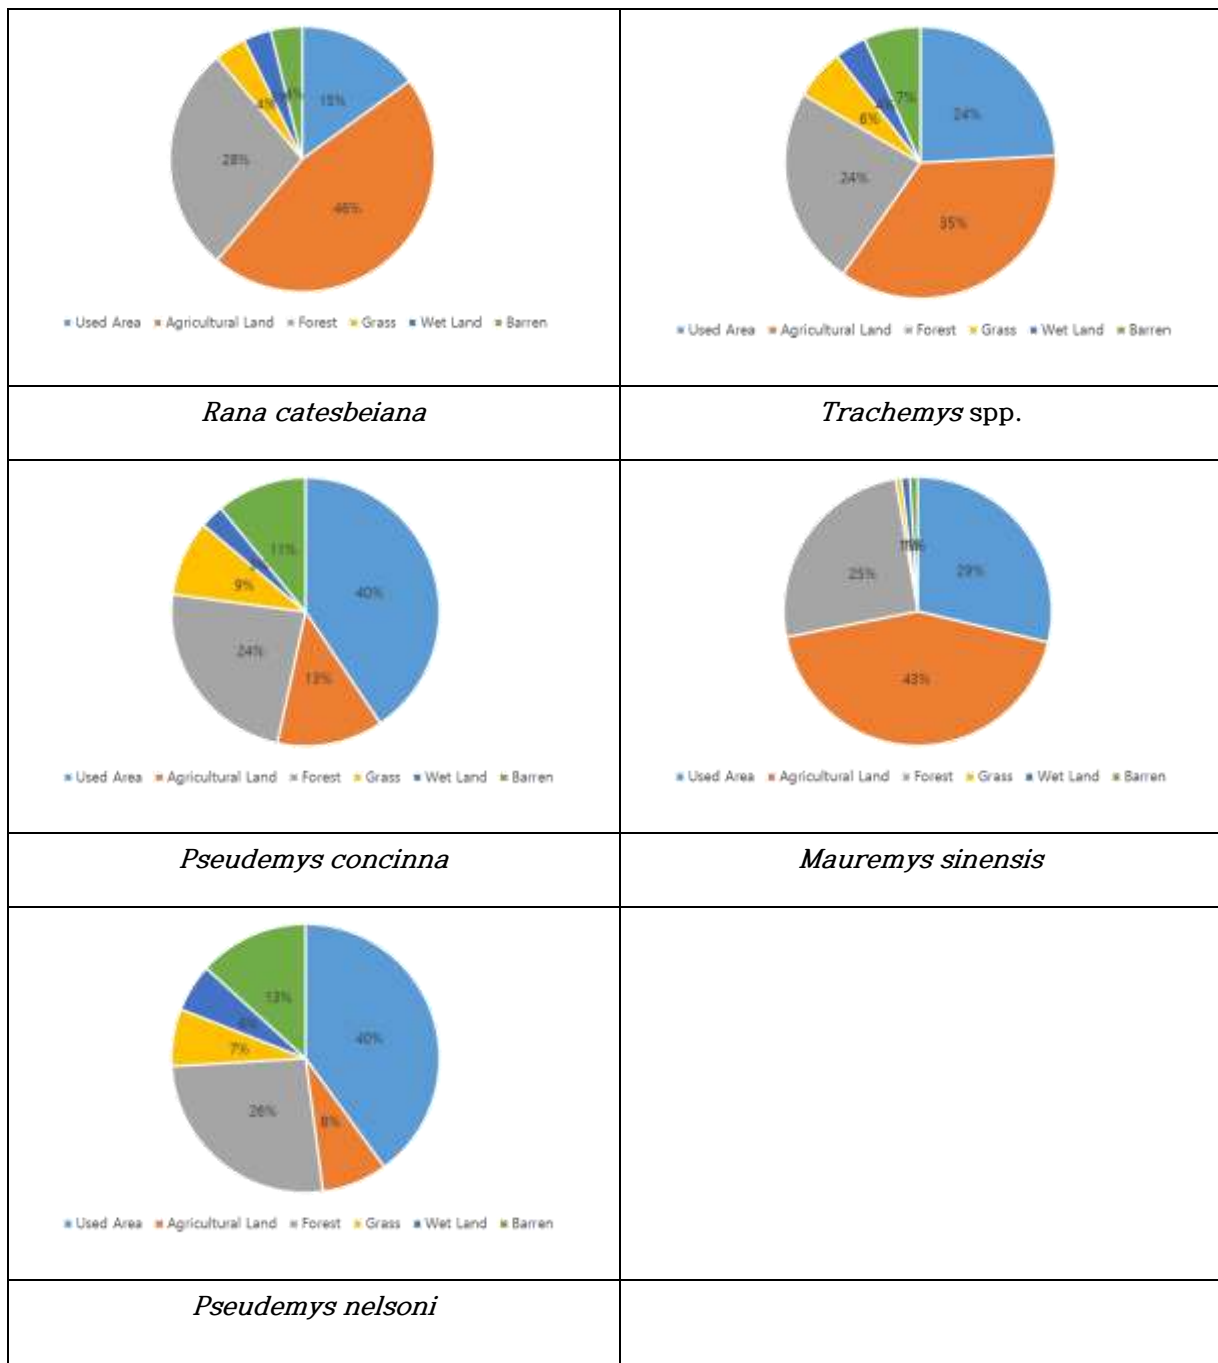 15%
46%
28%
4%
4%
■ Used Area ■ Agricultural Land ■ Forest ■ Grass ■ Wet Land ■ Barren
24%
35%
24%
6%
4%
7%
■ Used Area ■ Agricultural Land ■ Forest ■ Grass ■ Wet Land ■ Barren
Rana catesbeiana
Trachemys spp.
40%
13%
24%
9%
11%
■ Used Area ■ Agricultural Land ■ Forest ■ Grass ■ Wet Land ■ Barren
29%
43%
25%
■ Used Area ■ Agricultural Land ■ Forest ■ Grass ■ Wet Land ■ Barren
Pseudemys concinna
Mauremys sinensis
40%
8%
26%
7%
13%
■ Used Area ■ Agricultural Land ■ Forest ■ Grass ■ Wet Land ■ Barren
Pseudemys nelsoni